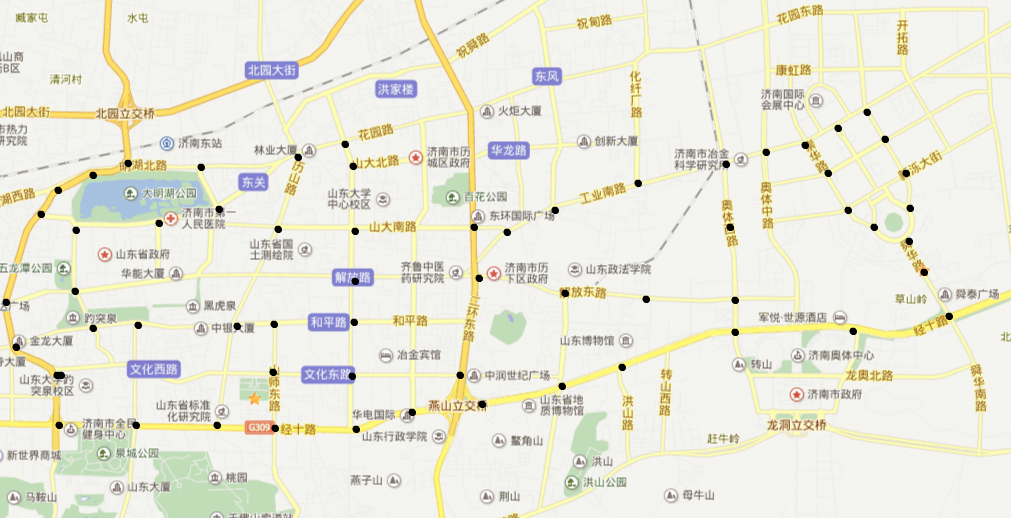 臧家庄
水屯
花园东路
祝甸路
祝舜路
开拓路
清河村
北园大街
东风
康虹路
洪家楼
化纤厂路
济南国际
会展中心
北园大街
北园立交桥
火炬大厦
花园路
济南东站
林业大厦
创新大厦
华龙路
明湖北路
山大北路
济南市历
城区政府
济南市冶金
科学研究所
历山路
东关
大明湖公园
山东大学
中心校区
百花公园
工业南路
奥体中路
济南市第一
人民医院
东环国际广场
山大南路
奥体西路
山东省国
土测绘院
山东省政府
五龙潭公园
华能大厦
解放路
齐鲁中医
药研究院
济南市历
下区政府
山东政法学院
解放东路
草山岭
舜泰广场
黑虎泉
趵突泉
中银大厦
和平路
和平路
二环东路
军悦·世源酒店
经十路
金龙大厦
山东博物馆
冶金宾馆
济南奥体中心
转山
文化西路
文化东路
中润世纪广场
龙奥北路
山东大学趵
突泉校区
山师东路
转山西路
舜华南路
济南市政府
山东省标准
化研究院
华电国际
燕山立交桥
山东省地
质博物馆
洪山路
济南市全民
健身中心
G309
经十路
山东行政学院
鳌角山
赶牛岭
龙洞立交桥
新世界商城
泉城公园
洪山
桃园
燕子山
洪山公园
马鞍山
山东大厦
荆山
母牛山